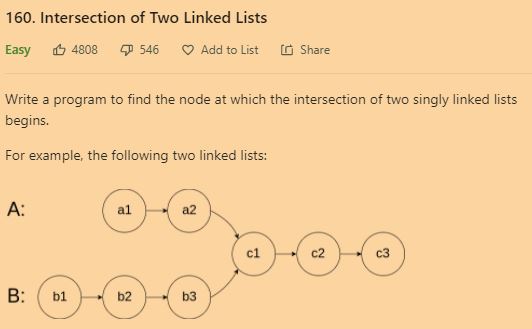 160. Intersection of Two Linked Lists
Easy 4808 546 Add to List Share
Write a program to find the node at which the intersection of two singly linked lists
begins.
For example, the following two linked lists:
A: a1 a2
c1 c2 c3
B: b1 b2 b3